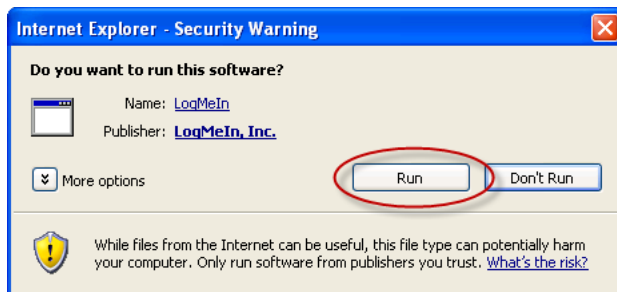 Internet Explorer - Security Warning
Do you want to run this software?
Name: LogMeIn
Publisher: LogMeIn, Inc.
More options
Run
Don't Run
While files from the Internet can be useful, this file type can potentially harm
your computer. Only run software from publishers you trust. What's the risk?